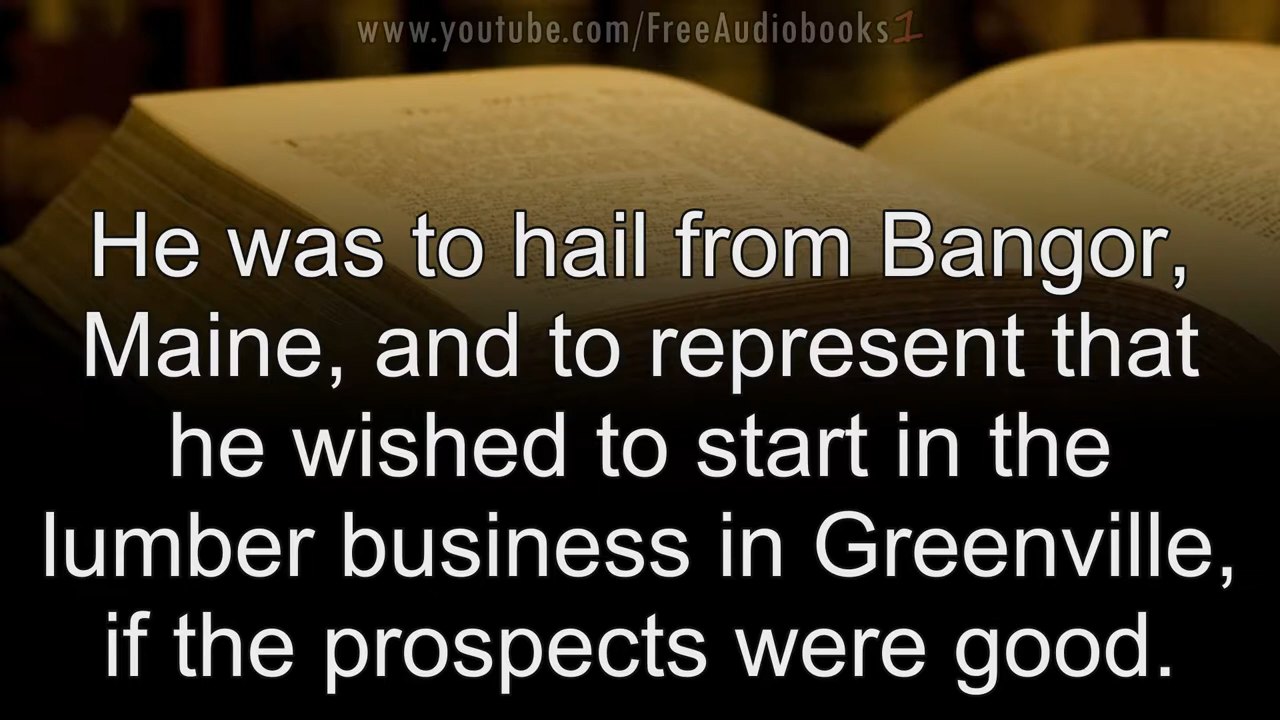 www.youtube.com/FreeAudiobooks1
He was to hail from Bangor,
Maine, and to represent that
he wished to start in the
lumber business in Greenville,
if the prospects were good.